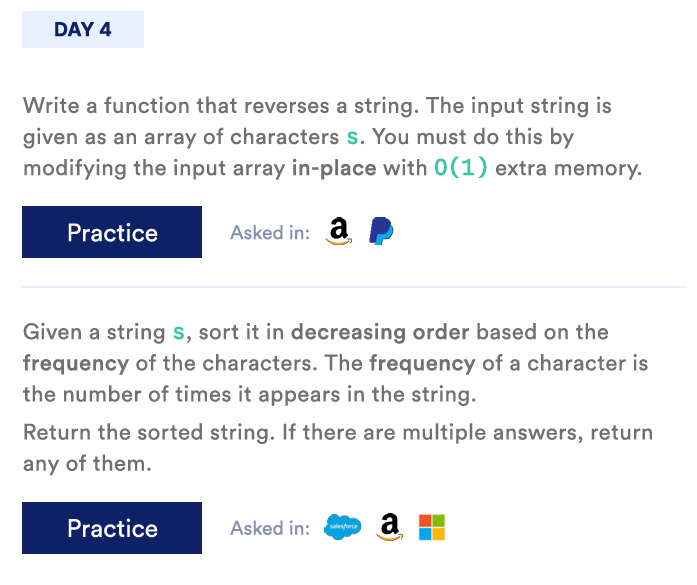 DAY 4
Write a function that reverses a string. The input string is
given as an array of characters s. You must do this by
modifying the input array in-place with O(1) extra memory.
Practice
Asked in: a
Given a string s, sort it in decreasing order based on the
frequency of the characters. The frequency of a character is
the number of times it appears in the string.
Return the sorted string. If there are multiple answers, return
any of them.
Practice
Asked in: salesforce a